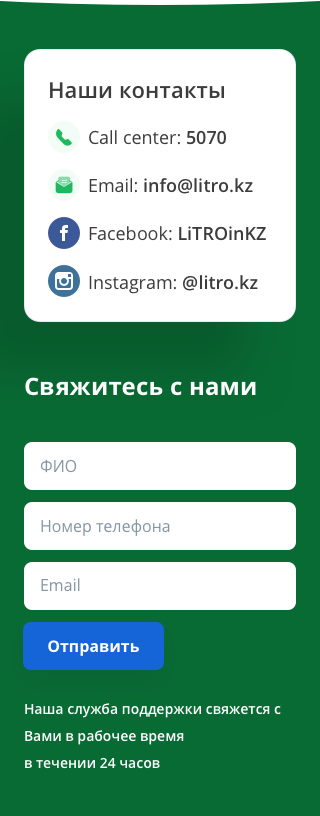 Наши контакты
Call center: 5070
Email: info@litro.kz
Facebook: LiTROinKZ
Instagram: @litro.kz
Свяжитесь с нами
ФИО
Номер телефона
Email
Отправить
Наша служба поддержки свяжется с
Вами в рабочее время
в течении 24 часов